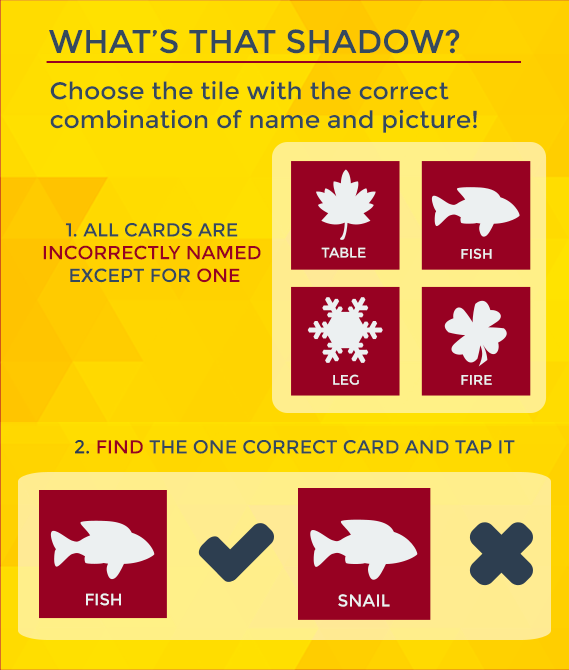 WHAT'S THAT SHADOW?
Choose the tile with the correct
combination of name and picture!
1. ALL CARDS ARE
INCORRECTLY NAMED
EXCEPT FOR ONE
TABLE
FISH
LEG
FIRE
2. FIND THE ONE CORRECT CARD AND TAP IT
FISH
SNAIL